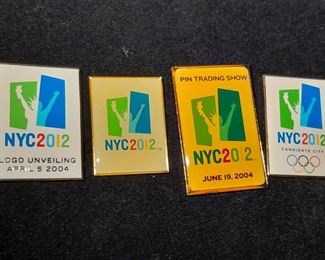 NYC2012
LOGO UNVEILING
APRIL 5 2004
NYC2012
PIN TRADING SHOW
NYC2012
JUNE 19, 2004
NYC2012
CANDIDATE CITY